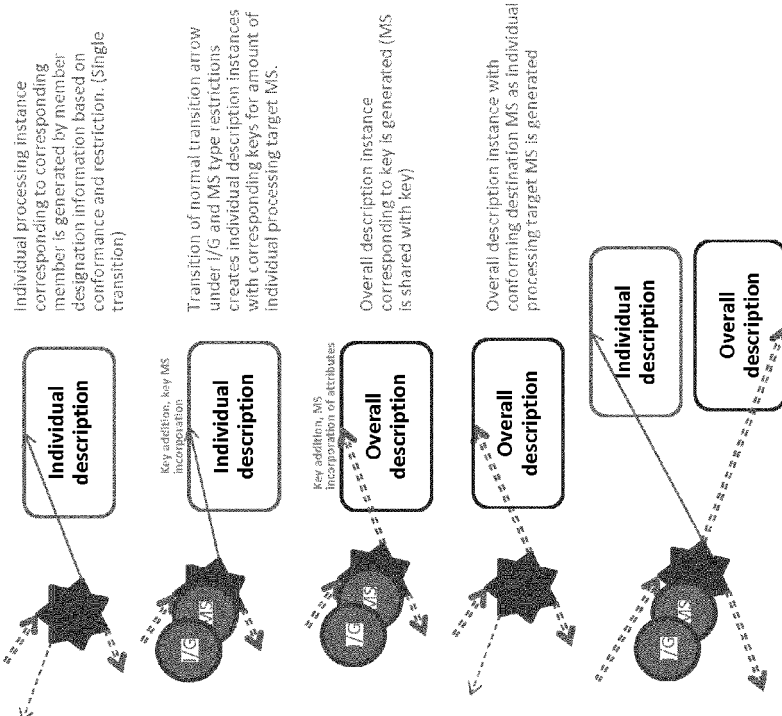 Individual processing instance
corresponding to corresponding
member is generated by member
designation information based on
conformance and restriction. (Single
transition)
Individual
description
Transition of normal transition arrow
under I/G and MS type restrictions
creates individual description instances
with corresponding keys for amount of
individual processing target MS.
Key addition, key MS
incorporation
Individual
description
I/G
MS
Overall description instance
corresponding to key is generated (MS
is shared with key)
Key addition, MS
incorporation of attributes
Overall
description
I/G
MS
Overall description instance with
conforming destination MS as individual
processing target MS is generated
Overall
description
Individual
description
Overall
description
I/G
MS